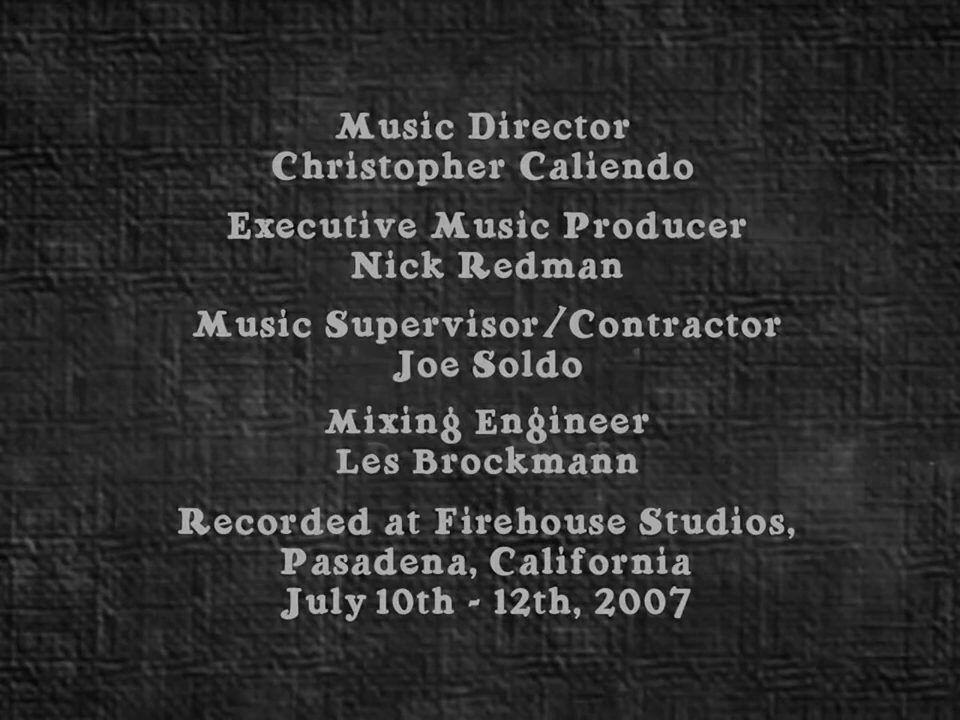 Music Director
Christopher Caliendo
Executive Music Producer
Nick Redman
Music Supervisor/Contractor
Joe Soldo
Mixing Engineer
Les Brockmann
Recorded at Firehouse Studios,
Pasadena, California
July 10th - 12th, 2007